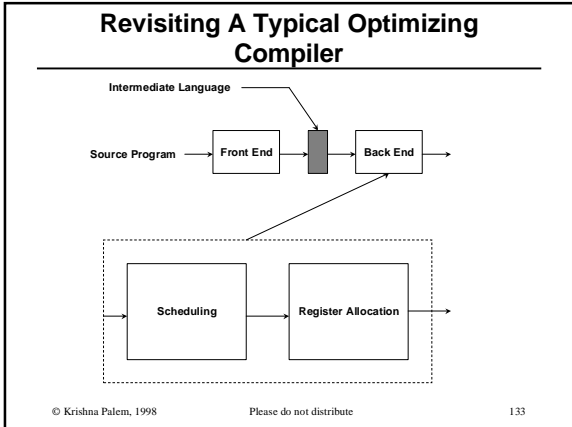 Revisiting A Typical Optimizing
Compiler
Intermediate Language
Source Program
Front End
Back End
Scheduling
Register Allocation
© Krishna Palem, 1998
Please do not distribute
133